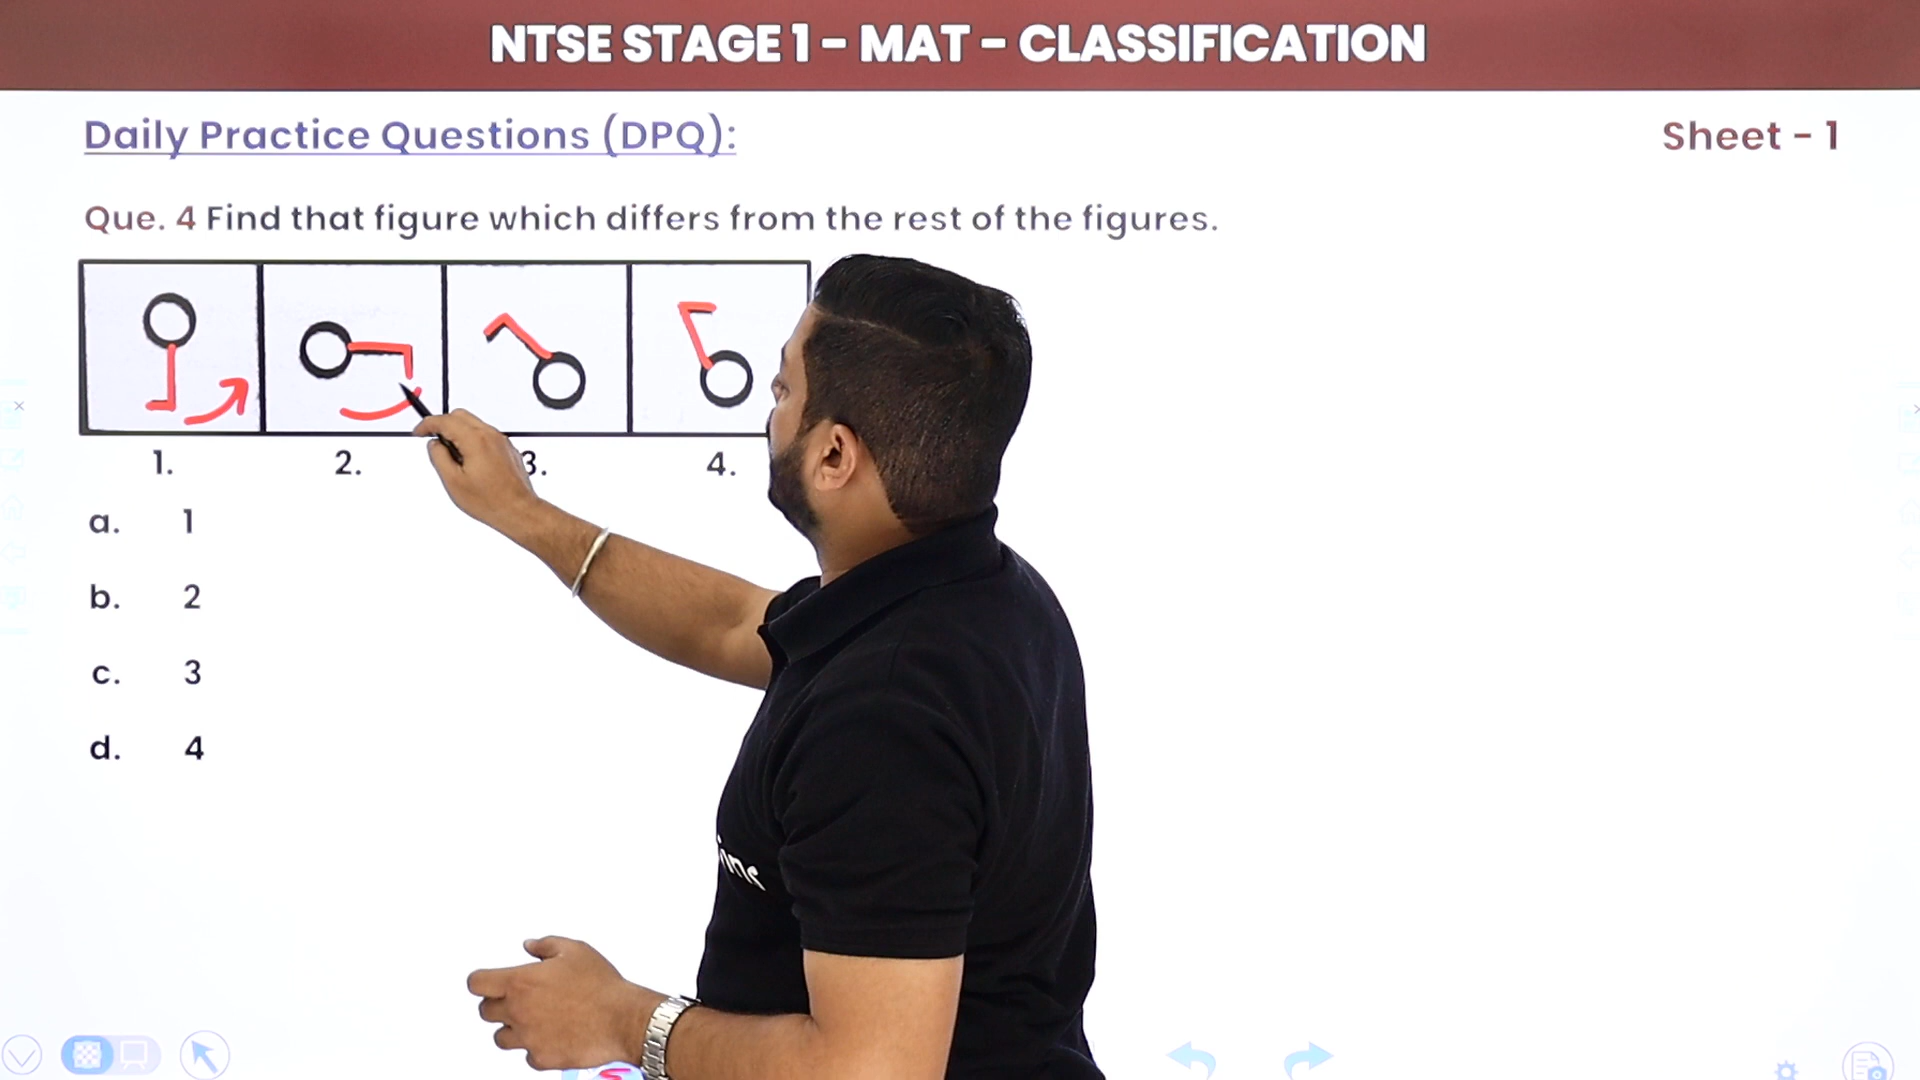 NTSE STAGE 1 - MAT - CLASSIFICATION
Daily Practice Questions (DPQ):
Sheet - 1
Que. 4 Find that figure which differs from the rest of the figures.
1. 2. 3. 4.
a. 1
b. 2
c. 3
d. 4